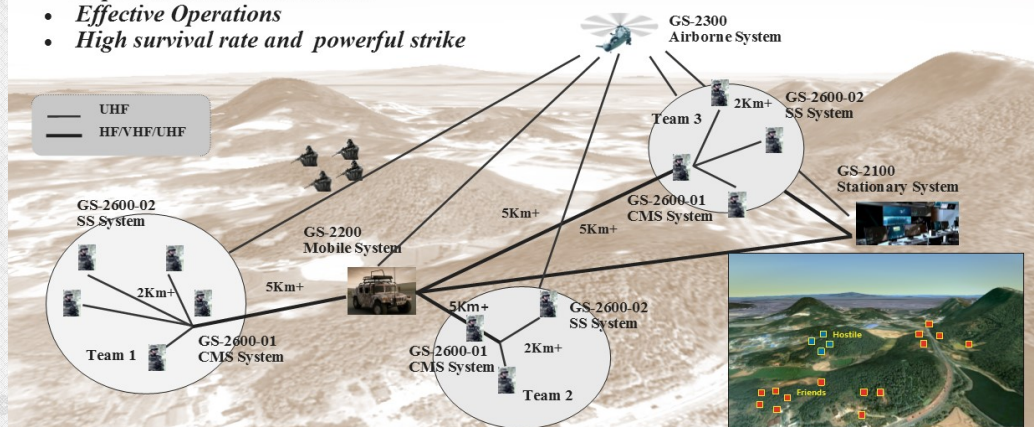 • Effective Operations
• High survival rate and powerful strike
GS-2300
Airborne System
UHF
HF/VHF/UHF
Team 3
2Km+
GS-2600-02
SS System
GS-2100
Stationary System
GS-2600-01
CMS System
5Km+
5Km+
GS-2600-02
SS System
GS-2200
Mobile System
2Km+
5Km+
Team 1
GS-2600-01
CMS System
5Km+
GS-2600-02
SS System
GS-2600-01
CMS System
2Km+
Team 2
Hostile
Friends